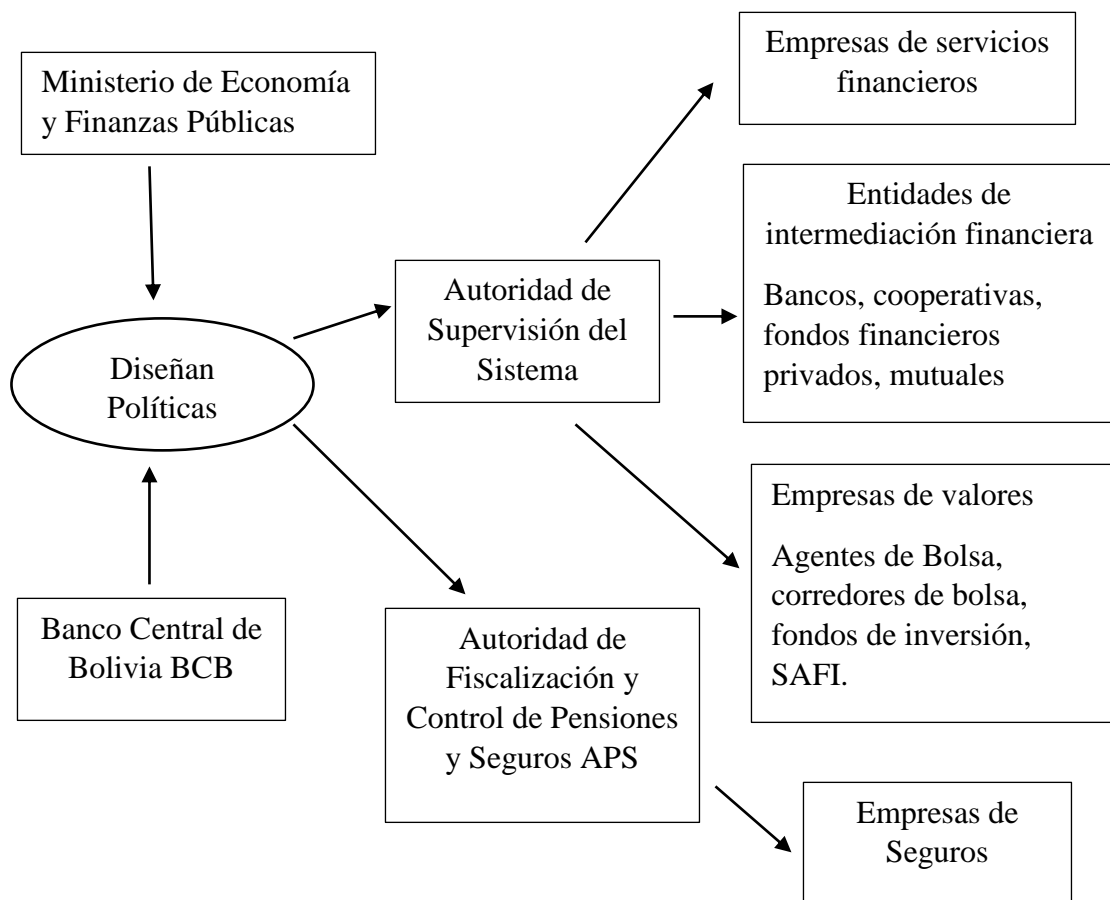 Ministerio de Economía
y Finanzas Públicas
Diseñan
Políticas
Banco Central de
Bolivia BCB
Autoridad de
Supervisión del
Sistema
Autoridad de
Fiscalización y
Control de Pensiones
y Seguros APS
Empresas de servicios
financieros
Entidades de
intermediación financiera
Bancos, cooperativas,
fondos financieros
privados, mutuales
Empresas de valores
Agentes de Bolsa,
corredores de bolsa,
fondos de inversión,
SAFI.
Empresas de
Seguros